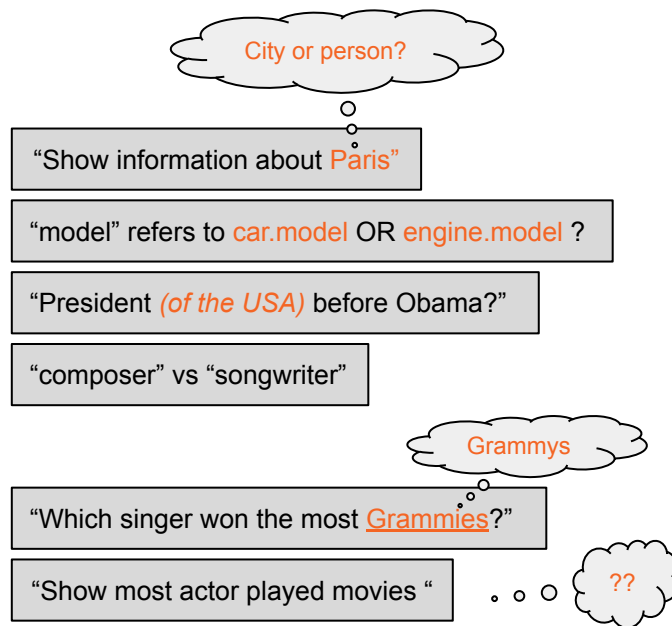 City or person?
“Show information about Paris”
“model” refers to car.model OR engine.model ?
“President (of the USA) before Obama?”
“composer” vs “songwriter”
Grammys
“Which singer won the most Grammies?”
“Show most actor played movies “
??